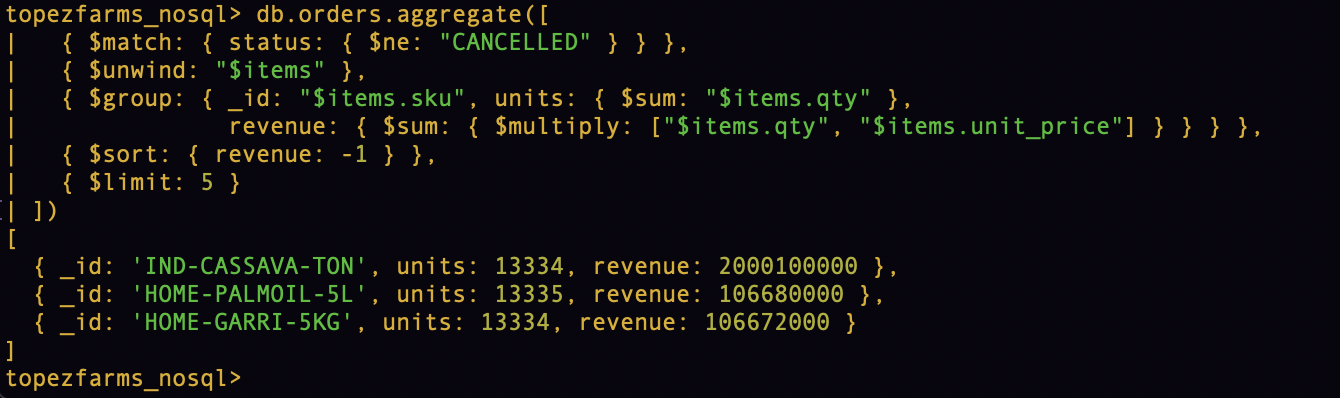 topezfarms_nosql> db.orders.aggregate([
|   { $match: { status: { $ne: "CANCELLED" } } },
|   { $unwind: "$items" },
|   { $group: { _id: "$items.sku", units: { $sum: "$items.qty" },
|               revenue: { $sum: { $multiply: ["$items.qty", "$items.unit_price"] } } } },
|   { $sort: { revenue: -1 } },
|   { $limit: 5 }
| ])
[
  { _id: 'IND-CASSAVA-TON', units: 13334, revenue: 2000100000 },
  { _id: 'HOME-PALMOIL-5L', units: 13335, revenue: 106680000 },
  { _id: 'HOME-GARRI-5KG', units: 13334, revenue: 106672000 }
]
topezfarms_nosql>